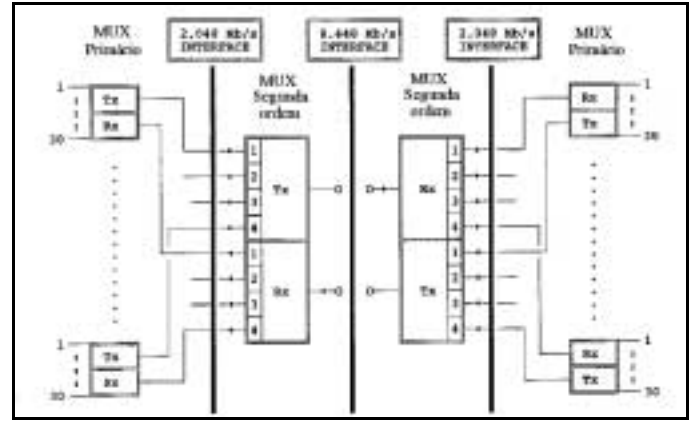 MUX
Primário
2.048 Mb/s
INTERFACE
8.448 Mb/s
INTERFACE
2.048 Mb/s
INTERFACE
MUX
Primário
MUX
Segunda
ordem
MUX
Segunda
ordem
1
Tx
Rx
30
1
2
3
4
Tx
1
2
3
4
Rx
1
2
3
4
Rx
1
2
3
4
Tx
1
Rx
Tx
30
1
Tx
Rx
30
1
Rx
Tx
30